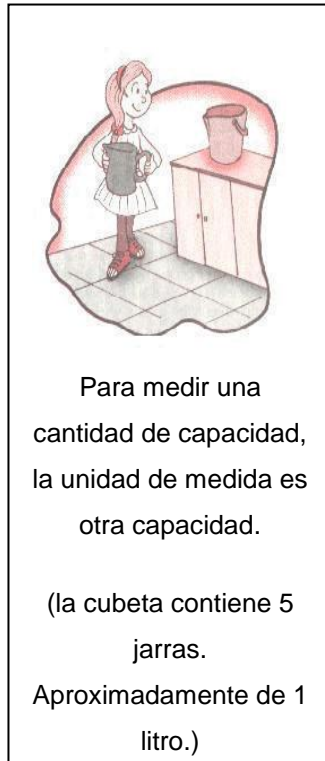 Para medir una
cantidad de capacidad,
la unidad de medida es
otra capacidad.
(la cubeta contiene 5
jarras.
Aproximadamente de 1
litro.)